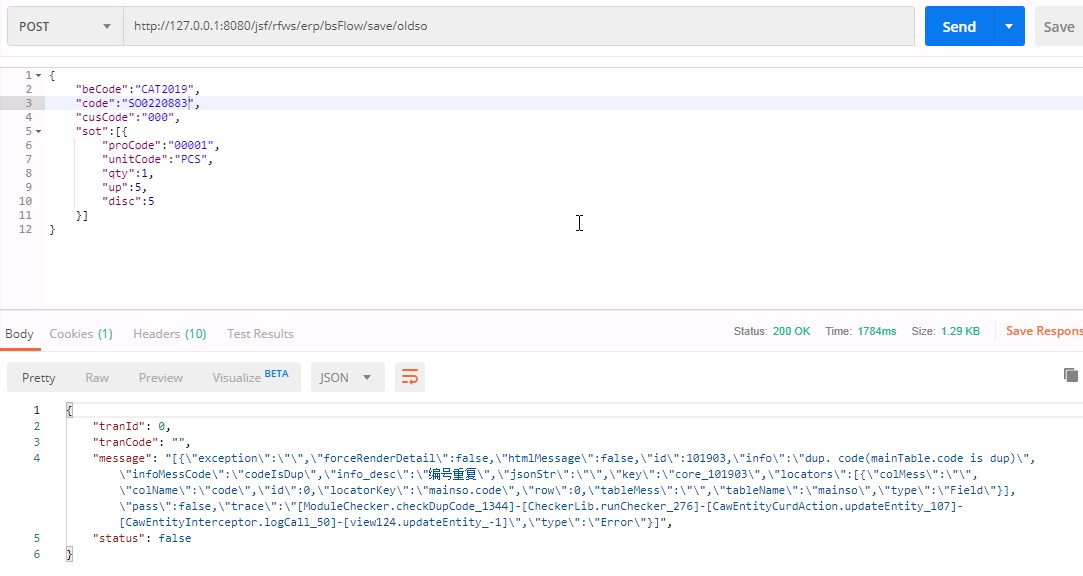 POST http://127.0.0.1:8080/jsf/rfws/erp/bsFlow/save/oldso Send Save
1 {
2 "beCode":"CAT2019",
3 "code":"SO0220883",
4 "cusCode":"000",
5 "sot":[{
6 "proCode":"00001",
7 "unitCode":"PCS",
8 "qty":1,
9 "up":5,
10 "disc":5
11 }]
12 }
Body Cookies (1) Headers (10) Test Results Status: 200 OK Time: 1784ms Size: 1.29 KB Save Respons
Pretty Raw Preview Visualize BETA JSON
1 {
2 "tranId": 0,
3 "tranCode": "",
4 "message": "[{\"exception\":\"\",\"forceRenderDetail\":false,\"htmlMessage\":false,\"id\":101903,\"info\":\"dup. code(mainTable.code is dup)\",
\"infoMessCode\":\"codeIsDup\",\"info_desc\":\"编号重复\",\"jsonStr\":\"\",\"key\":\"core_101903\",\"locators\":[{\"colMess\":\"\",
\"colName\":\"code\",\"id\":0,\"locatorKey\":\"mainso.code\",\"row\":0,\"tableMess\":\"\",\"tableName\":\"mainso\",\"type\":\"Field\"}],
\"pass\":false,\"trace\":\"[ModuleChecker.checkDupCode_1344]-[CheckerLib.runChecker_276]-[CawEntityCurdAction.updateEntity_107]-
[CawEntityInterceptor.logCall_50]-[view124.updateEntity_-1]\",\"type\":\"Error\"}]",
5 "status": false
6 }